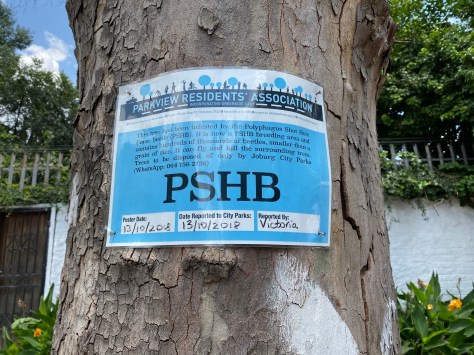 PARKVIEW RESIDENTS' ASSOCIATION
This tree has been infested by the Polyphagous Shot Hole
Borer Beetle (PSHB). It is now a PSHB breeding area and
contains hundreds of thousands of beetles, smaller than a
grain of rice. It can fly and kill the surrounding trees.
Trees to be disposed of only by Joburg City Parks
(WhatsApp:
PSHB
Poster Date: Date Reported to City Parks: Reported By:
13/10/2018 13/10/2018 Victoria